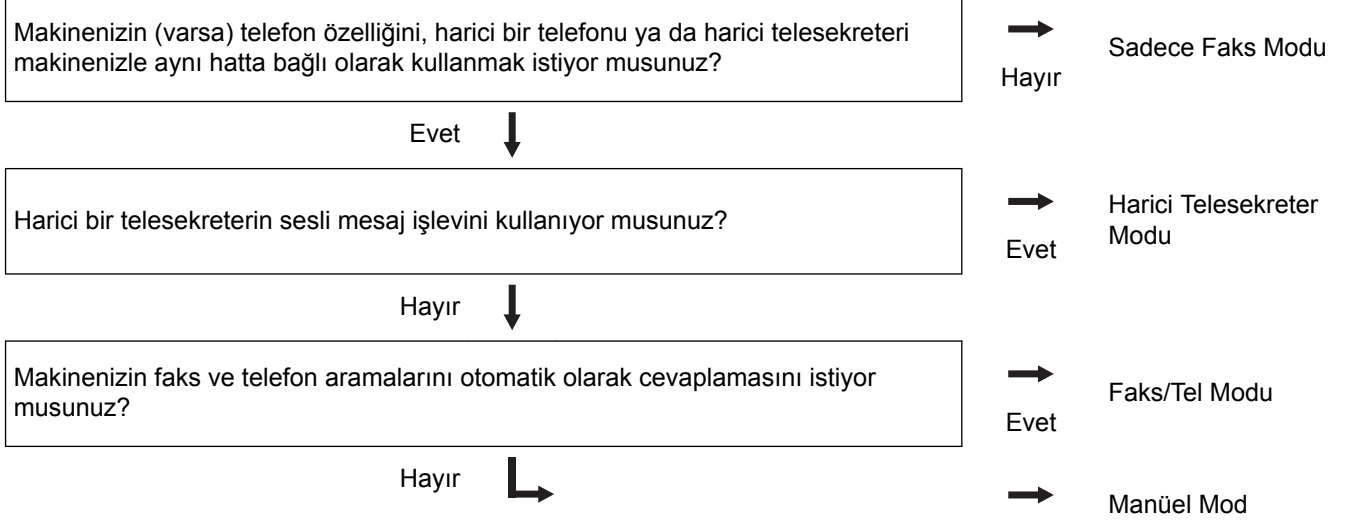 Makinenizin (varsa) telefon özelliğini, harici bir telefonu ya da harici telesekreteri
makinenizle aynı hatta bağlı olarak kullanmak istiyor musunuz?
Hayır
Sadece Faks Modu
Evet
Harici bir telesekreterin sesli mesaj işlevini kullanıyor musunuz?
Evet
Harici Telesekreter
Modu
Hayır
Makinenizin faks ve telefon aramalarını otomatik olarak cevaplamasını istiyor
musunuz?
Evet
Faks/Tel Modu
Hayır
Manüel Mod